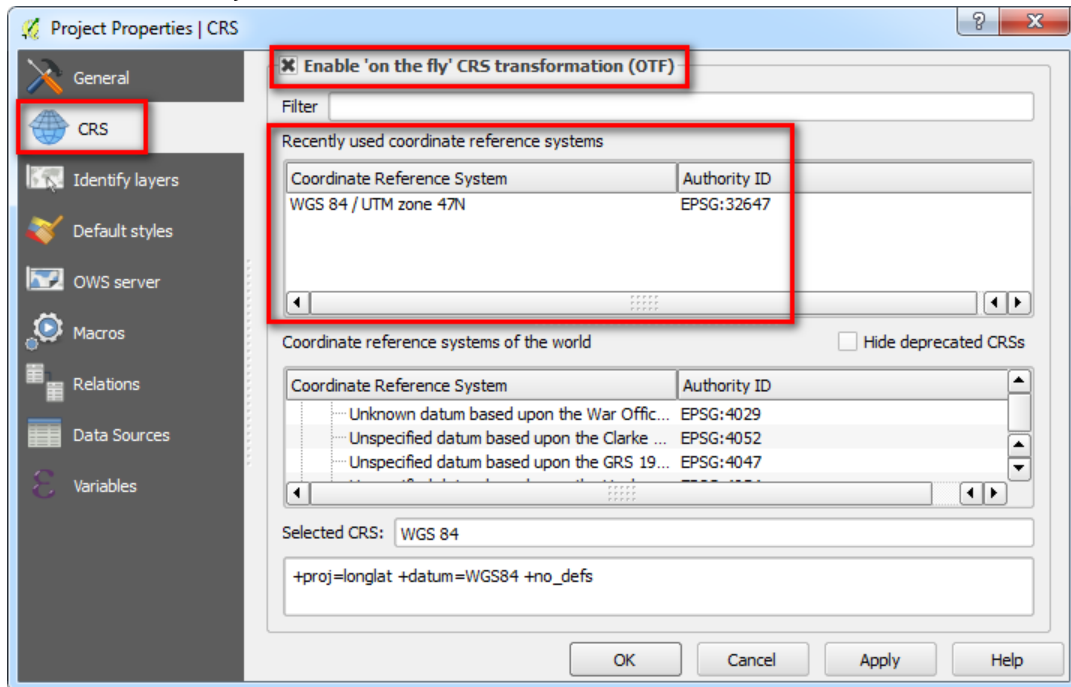 Project Properties | CRS
General
CRS
Identify layers
Default styles
OWS server
Macros
Relations
Data Sources
Variables
Enable 'on the fly' CRS transformation (OTF)
Filter
Recently used coordinate reference systems
Coordinate Reference System Authority ID
WGS 84 / UTM zone 47N EPSG:32647
Coordinate reference systems of the world Hide deprecated CRSs
Coordinate Reference System Authority ID
Unknown datum based upon the War Offic... EPSG:4029
Unspecified datum based upon the Clarke ... EPSG:4052
Unspecified datum based upon the GRS 19... EPSG:4047
Selected CRS: WGS 84
+proj=longlat +datum=WGS84 +no_defs
OK Cancel Apply Help